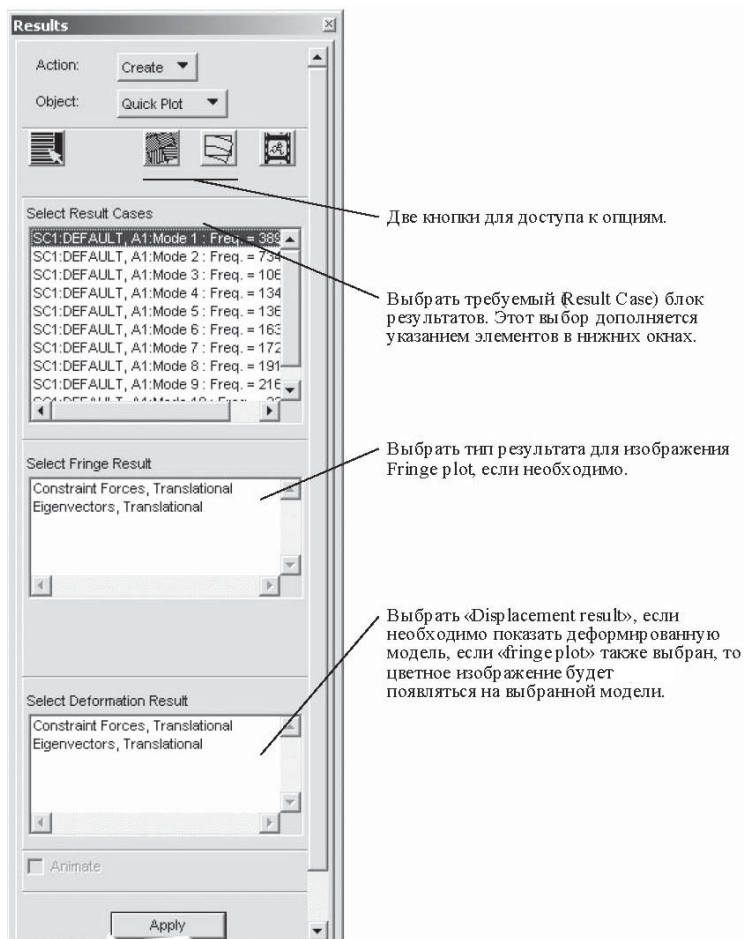 Results
Action: Create
Object: Quick Plot
Две кнопки для доступа к опциям.
Select Result Cases
SC1:DEFAULT, A1:Mode 1 : Freq. = 389
SC1:DEFAULT, A1:Mode 2 : Freq. = 734
SC1:DEFAULT, A1:Mode 3 : Freq. = 106
SC1:DEFAULT, A1:Mode 4 : Freq. = 134
SC1:DEFAULT, A1:Mode 5 : Freq. = 136
SC1:DEFAULT, A1:Mode 6 : Freq. = 163
SC1:DEFAULT, A1:Mode 7 : Freq. = 172
SC1:DEFAULT, A1:Mode 8 : Freq. = 191
SC1:DEFAULT, A1:Mode 9 : Freq. = 216
Выбрать требуемый (Result Case) блок
результатов. Этот выбор дополняется
указанием элементов в нижних окнах.
Select Fringe Result
Constraint Forces, Translational
Eigenvectors, Translational
Выбрать тип результата для изображения
Fringe plot, если необходимо.
Выбрать «Displacement result», если
необходимо показать деформированную
модель, если «fringe plot» также выбран, то
цветное изображение будет
появляться на выбранной модели.
Select Deformation Result
Constraint Forces, Translational
Eigenvectors, Translational
Animate
Apply